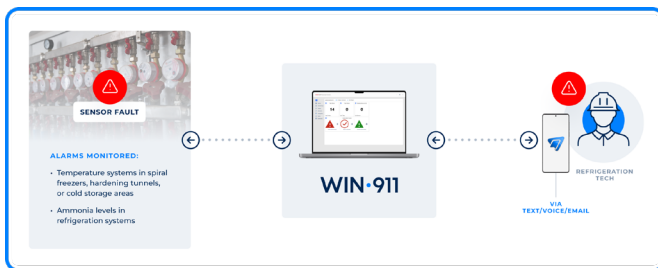 SENSOR FAULT
ALARMS MONITORED:
• Temperature systems in spiral
freezers, hardening tunnels,
or cold storage areas
• Ammonia levels in
refrigeration systems
WIN•911
REFRIGERATION
TECH
VIA
TEXT/VOICE/EMAIL